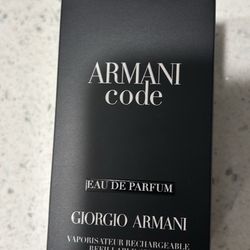 ARMANI
code
EAU DE PARFUM
GIORGIO ARMANI
VAPORISATEUR RECHARGEABLE